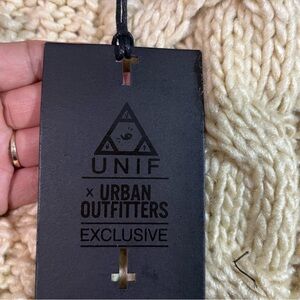 UNIF
x URBAN
OUTFITTERS
EXCLUSIVE